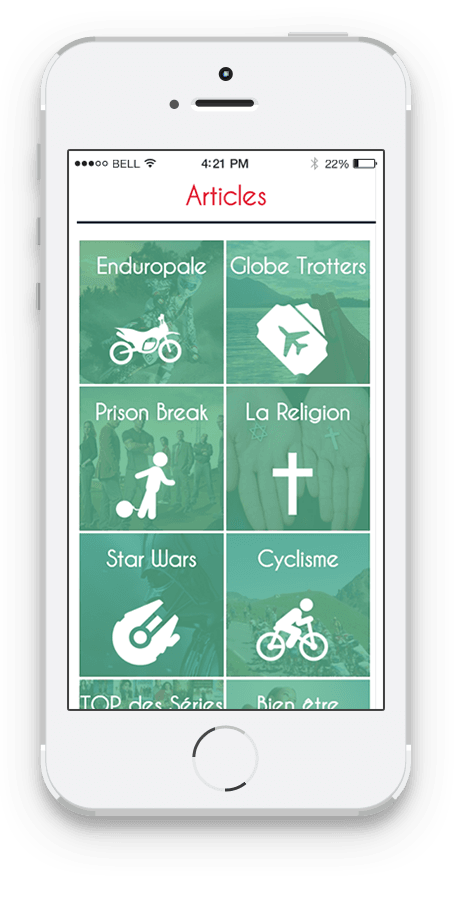 BELL 4:21 PM 22%
Articles
Enduropale Globe Trotters
Prison Break La Religion
Star Wars Cyclisme
TOP des Séries Bien être